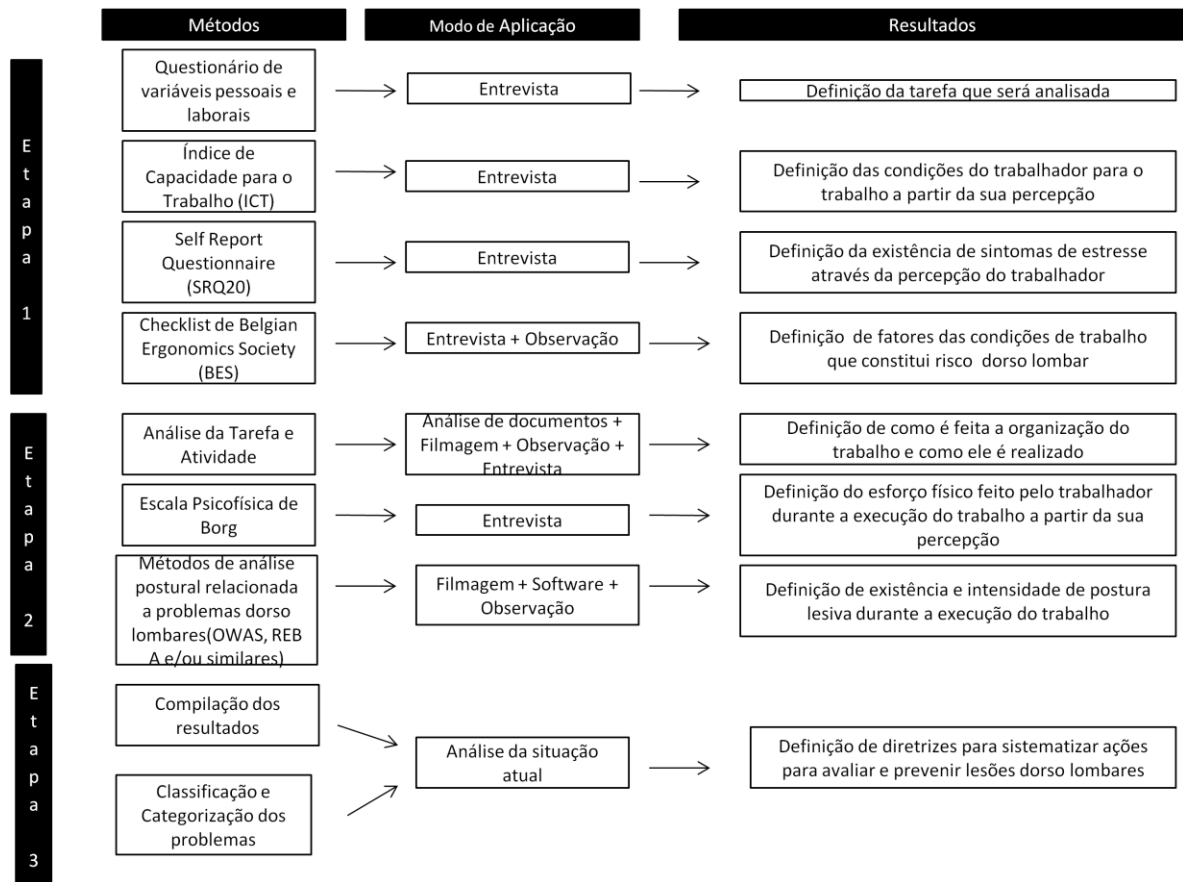 Métodos
Modo de Aplicação
Resultados
Etapa 1
Questionário de
variáveis pessoais e
laborais
Entrevista
Definição da tarefa que será analisada
Índice de
Capacidade para o
Trabalho (ICT)
Entrevista
Definição das condições do trabalhador para o
trabalho a partir da sua percepção
Self Report
Questionnaire
(SRQ20)
Entrevista
Definição da existência de sintomas de estresse
através da percepção do trabalhador
Checklist de Belgian
Ergonomics Society
(BES)
Entrevista + Observação
Definição de fatores das condições de trabalho
que constitui risco dorso lombar
Etapa 2
Análise da Tarefa e
Atividade
Análise de documentos +
Filmagem + Observação +
Entrevista
Definição de como é feita a organização do
trabalho e como ele é realizado
Escala Psicofísica de
Borg
Entrevista
Definição do esforço físico feito pelo trabalhador
durante a execução do trabalho a partir da sua
percepção
Métodos de análise
postural relacionada
a problemas dorso
lombares(OWAS, REB
A e/ou similares)
Filmagem + Software +
Observação
Definição de existência e intensidade de postura
lesiva durante a execução do trabalho
Etapa 3
Compilação dos
resultados
Classificação e
Categorização dos
problemas
Análise da situação
atual
Definição de diretrizes para sistematizar ações
para avaliar e prevenir lesões dorso lombares